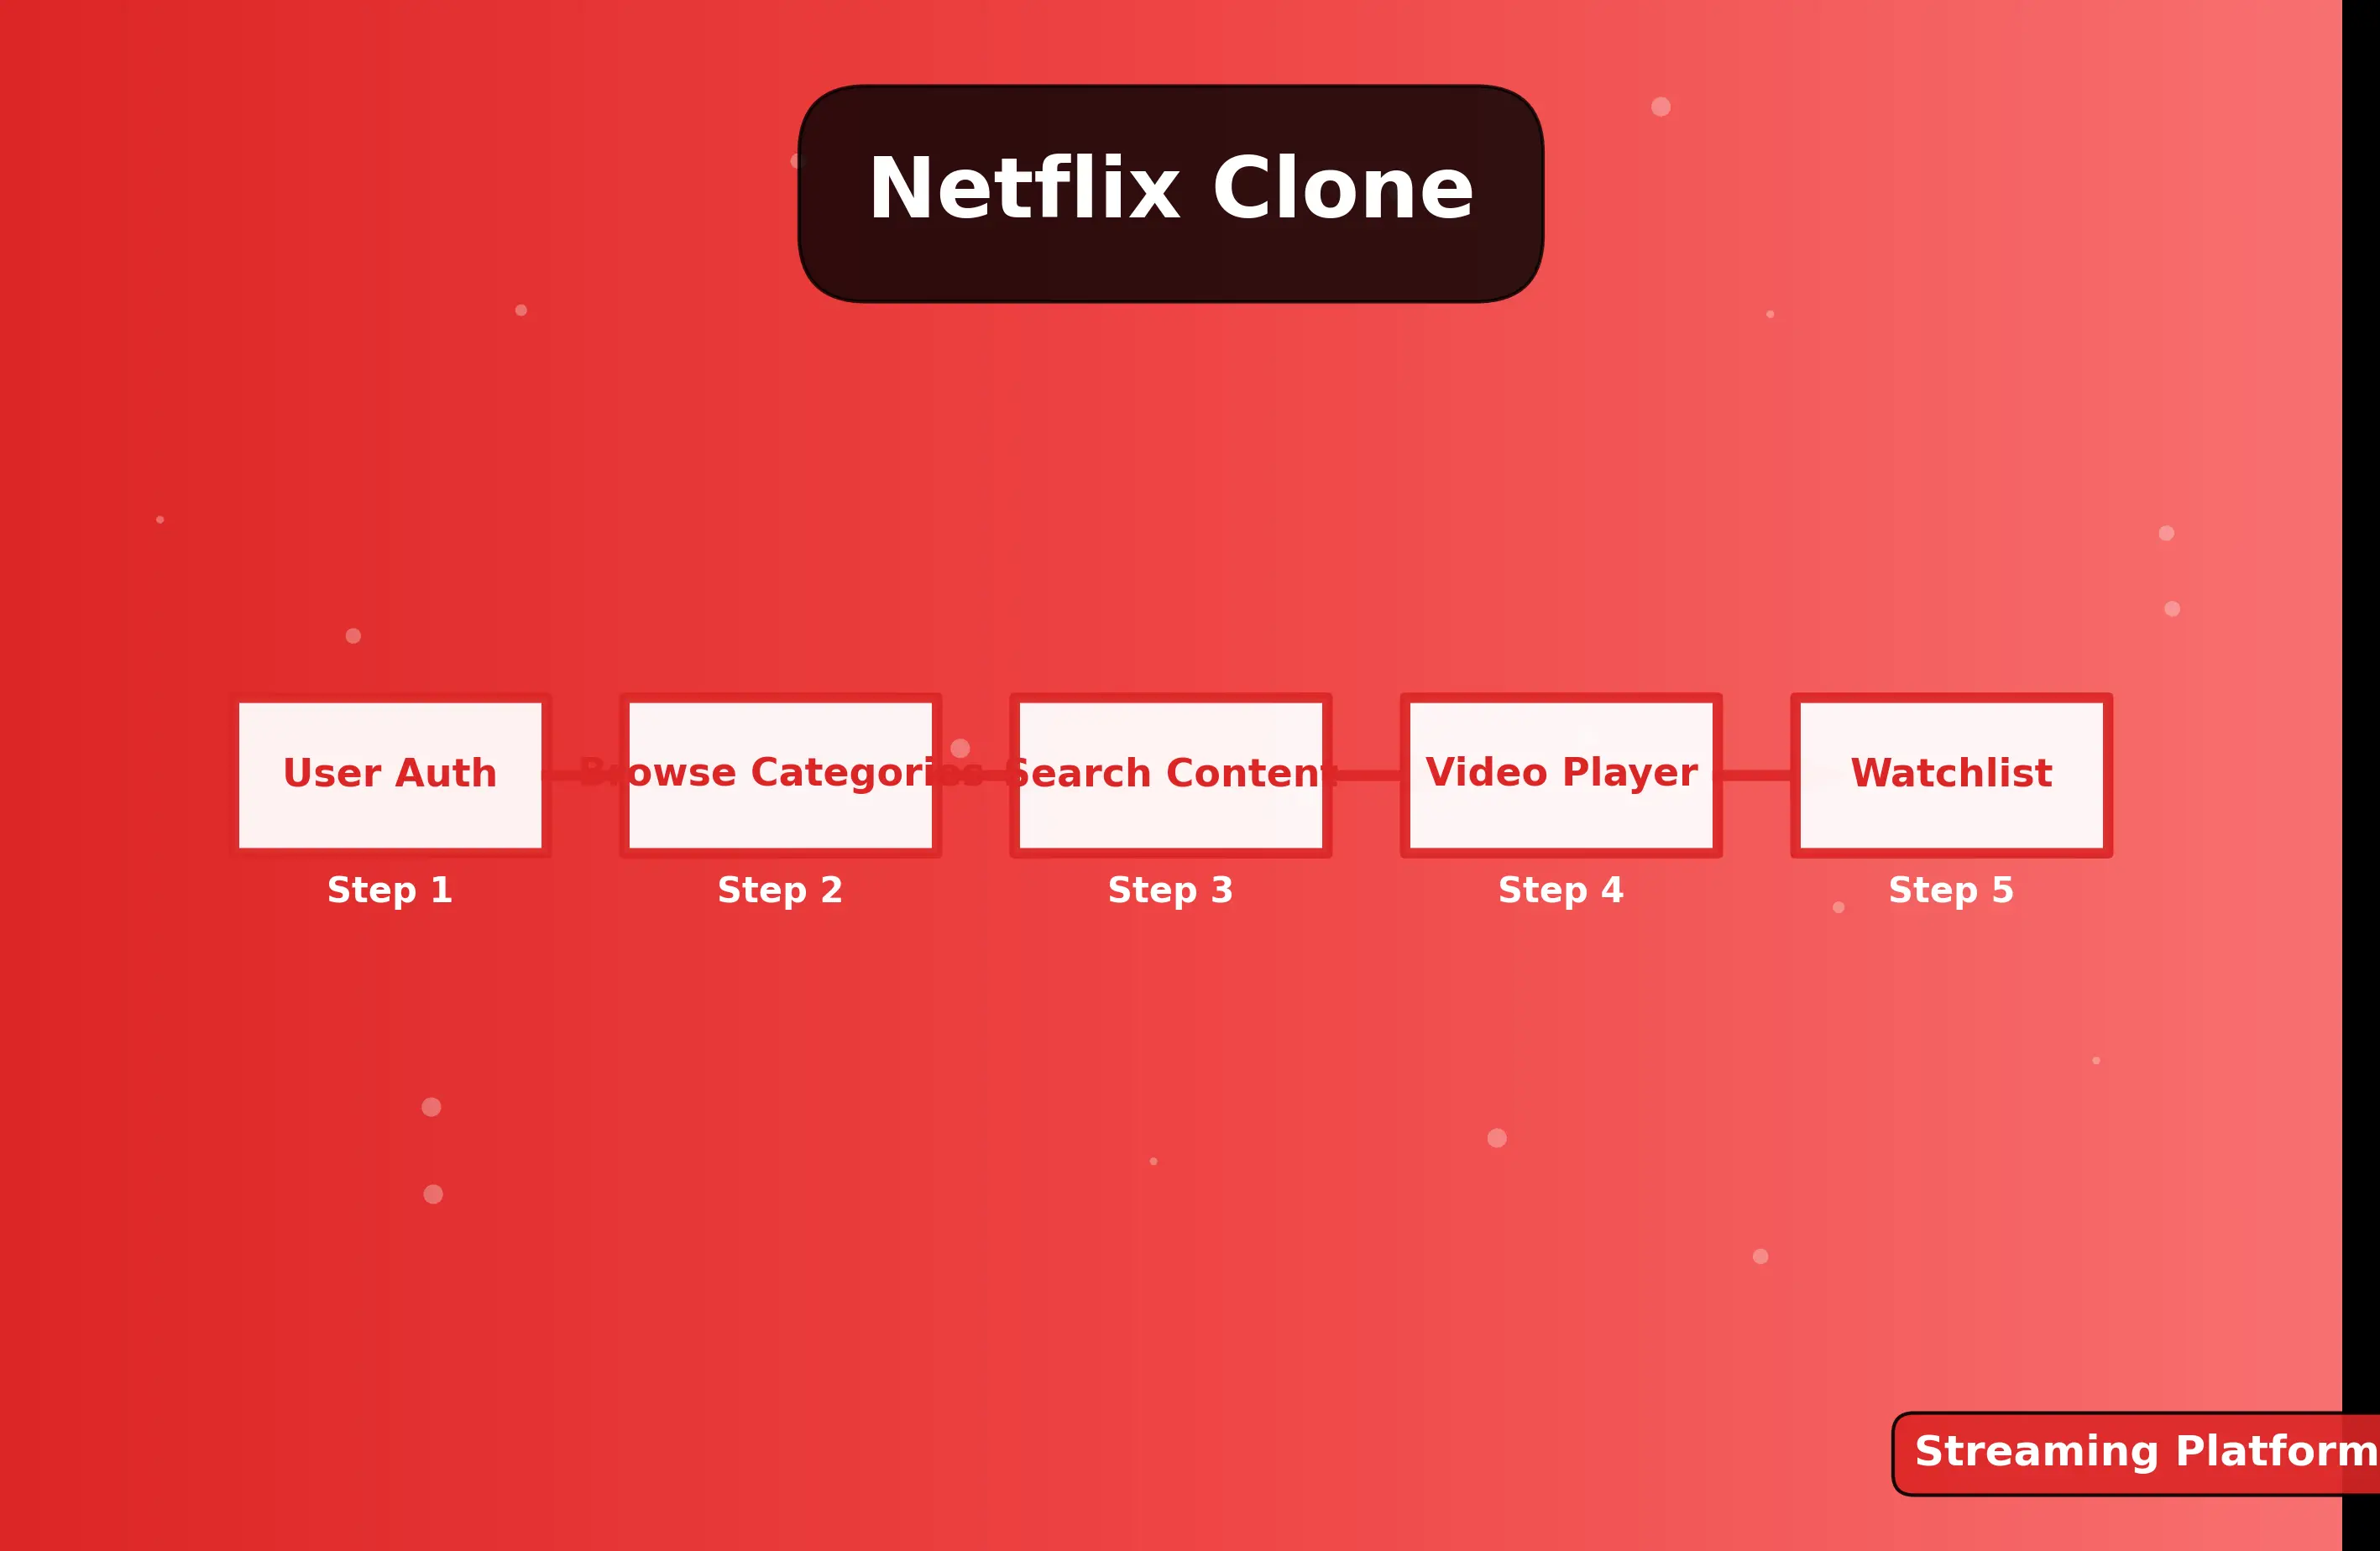 Netflix Clone
User Auth
Browse Categories
Search Content
Video Player
Watchlist
Step 1
Step 2
Step 3
Step 4
Step 5
Streaming Platform